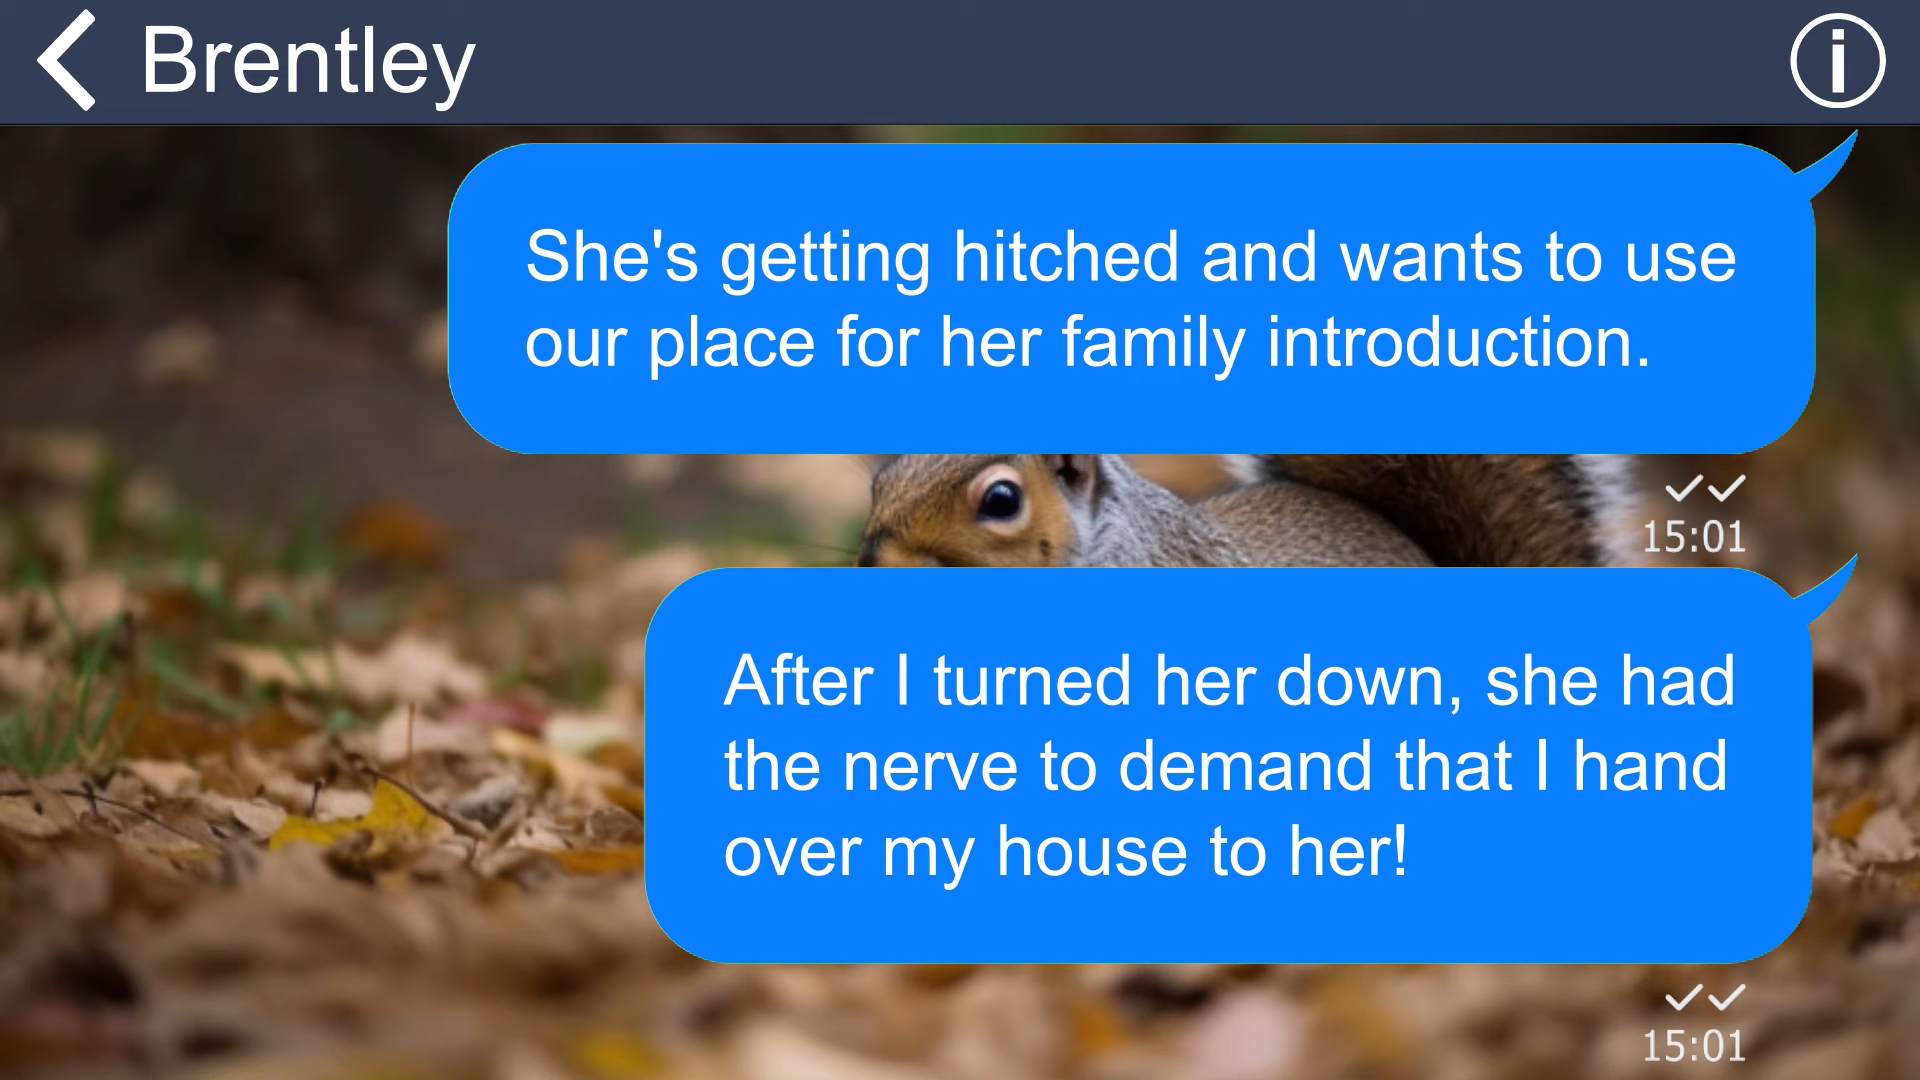 Brentley
She's getting hitched and wants to use
our place for her family introduction.
15:01
After I turned her down, she had
the nerve to demand that I hand
over my house to her!
15:01